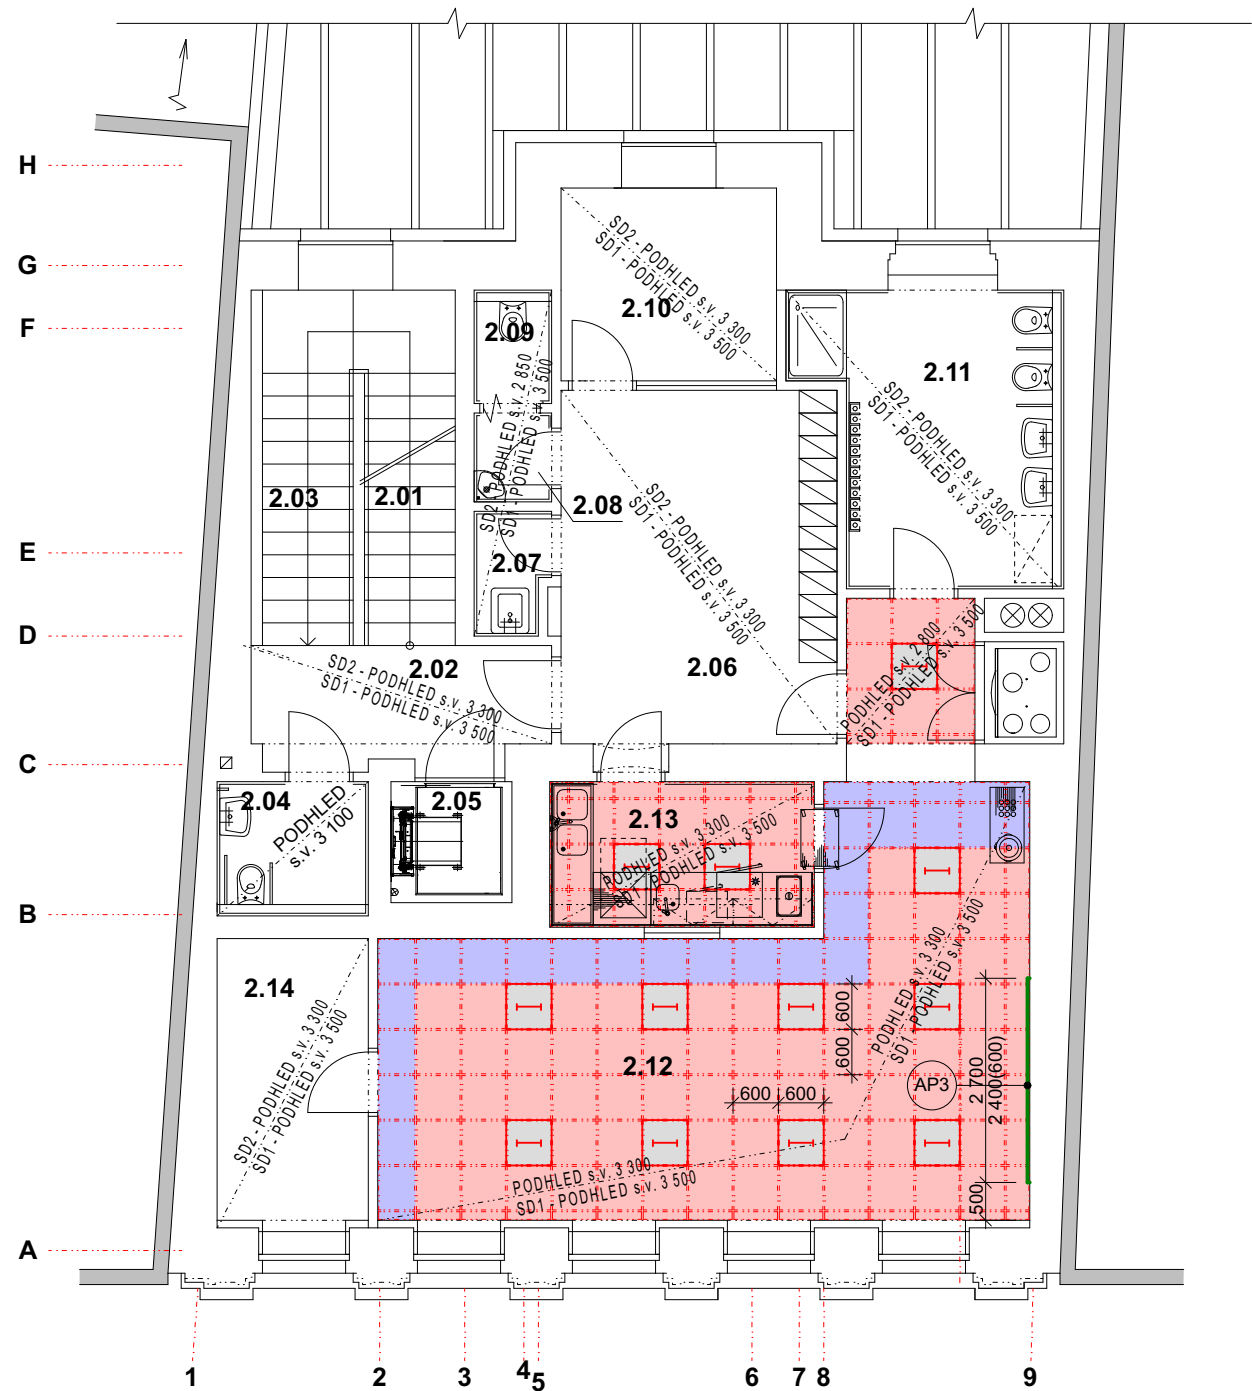 H
G
F
E
D
C
B
A
SD2 - PODHLED s.v. 3 300
SD1 - PODHLED s.v. 3 500
2.10
2.09
SD2 - PODHLED s.v. 2 850
SD1 - PODHLED s.v. 3 500
2.11
SD2 - PODHLED s.v. 3 300
SD1 - PODHLED s.v. 3 500
2.03
2.01
2.08
2.07
SD2 - PODHLED s.v. 3 300
SD1 - PODHLED s.v. 3 500
2.06
2.02
SD2 - PODHLED s.v. 3 300
SD1 - PODHLED s.v. 3 500
PODHLED s.v. 2 800
SD1 - PODHLED s.v. 3 500
2.04
PODHLED
s.v. 3 100
2.05
2.13
PODHLED s.v. 3 300
SD1 - PODHLED s.v. 3 500
2.14
SD2 - PODHLED s.v. 3 300
SD1 - PODHLED s.v. 3 500
2.12
600
600
600
600
PODHLED s.v. 3 300
SD1 - PODHLED s.v. 3 500
AP3
2 700
2 400(600)
500
PODHLED s.v. 3 300
SD1 - PODHLED s.v. 3 500
1
2
3
4
5
6
7
8
9